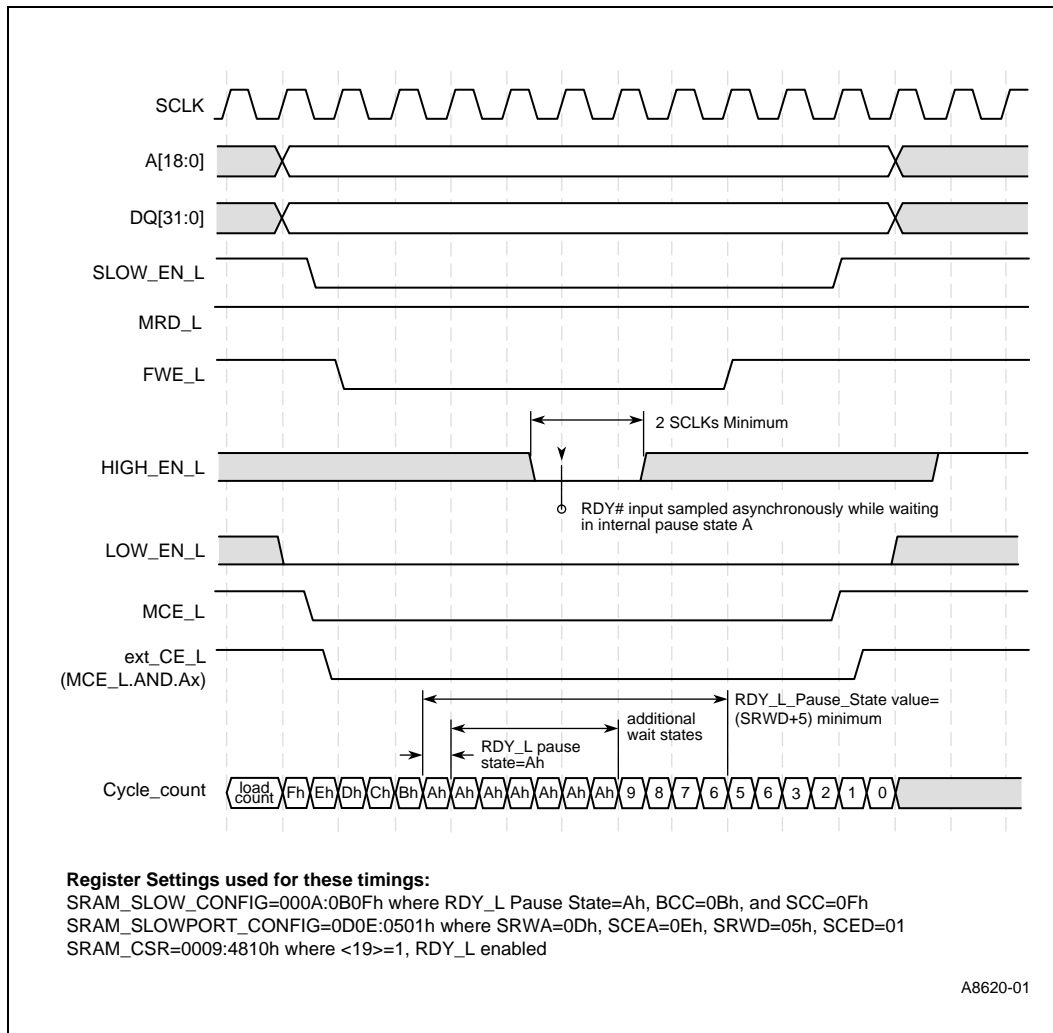 SCLK
A[18:0]
DQ[31:0]
SLOW_EN_L
MRD_L
FWE_L
2 SCLKs Minimum
HIGH_EN_L
RDY# input sampled asynchronously while waiting
in internal pause state A
LOW_EN_L
MCE_L
ext_CE_L
(MCE_L.AND.Ax)
RDY_L_Pause_State value=
(SRWD+5) minimum
additional
wait states
RDY_L pause
state=Ah
Cycle_count
load
count
Fh Eh Dh Ch Bh Ah Ah Ah Ah Ah Ah Ah 9 8 7 6 5 6 3 2 1 0
Register Settings used for these timings:
SRAM_SLOW_CONFIG=000A:0B0Fh where RDY_L Pause State=Ah, BCC=0Bh, and SCC=0Fh
SRAM_SLOWPORT_CONFIG=0D0E:0501h where SRWA=0Dh, SCEA=0Eh, SRWD=05h, SCED=01
SRAM_CSR=0009:4810h where <19>=1, RDY_L enabled
A8620-01